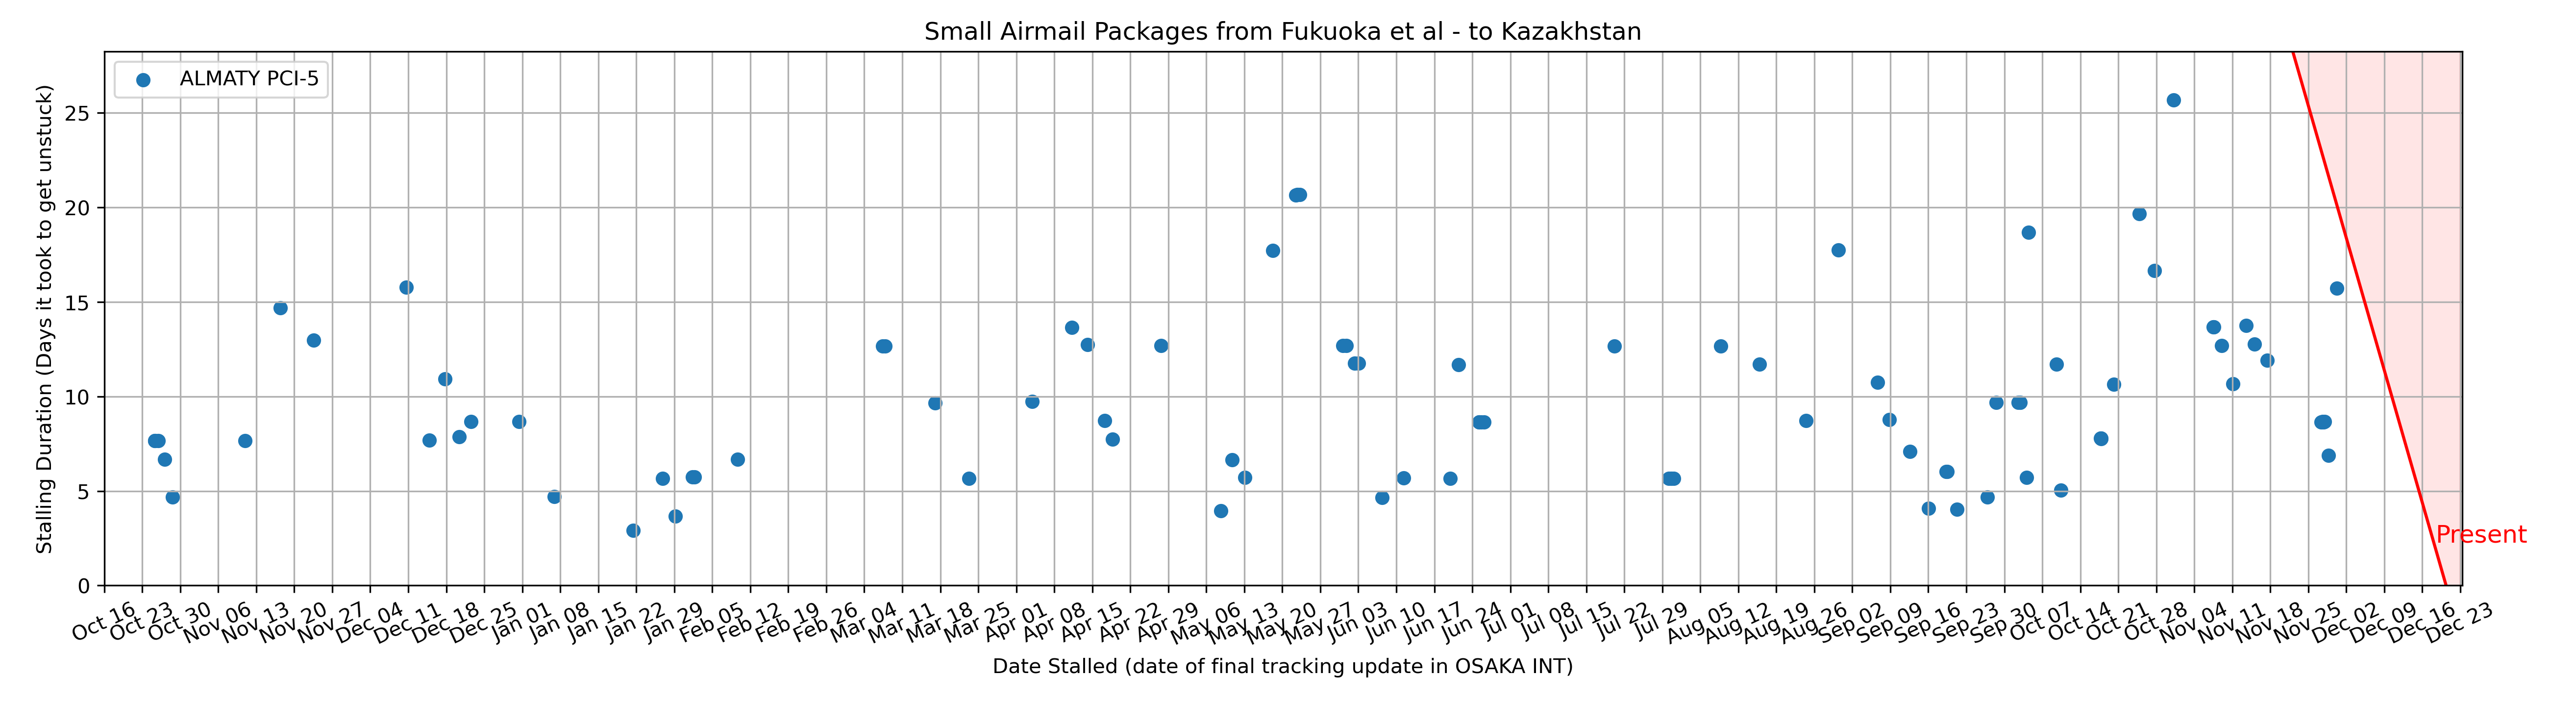 Small Airmail Packages from Fukuoka et al - to Kazakhstan
ALMATY PCI-5
Stalling Duration (Days it took to get unstuck)
25
20
15
10
5
0
Present
Oct 16 Oct 23 Oct 30 Nov 06 Nov 13 Nov 20 Nov 27 Dec 04 Dec 11 Dec 18 Dec 25 Jan 01 Jan 08 Jan 15 Jan 22 Jan 29 Feb 05 Feb 12 Feb 19 Feb 26 Mar 04 Mar 11 Mar 18 Mar 25 Apr 01 Apr 08 Apr 15 Apr 22 Apr 29 May 06 May 13 May 20 May 27 Jun 03 Jun 10 Jun 17 Jun 24 Jul 01 Jul 08 Jul 15 Jul 22 Jul 29 Aug 05 Aug 12 Aug 19 Aug 26 Sep 02 Sep 09 Sep 16 Sep 23 Sep 30 Oct 07 Oct 14 Oct 21 Oct 28 Nov 04 Nov 11 Nov 18 Nov 25 Dec 02 Dec 09 Dec 16 Dec 23
Date Stalled (date of final tracking update in OSAKA INT)